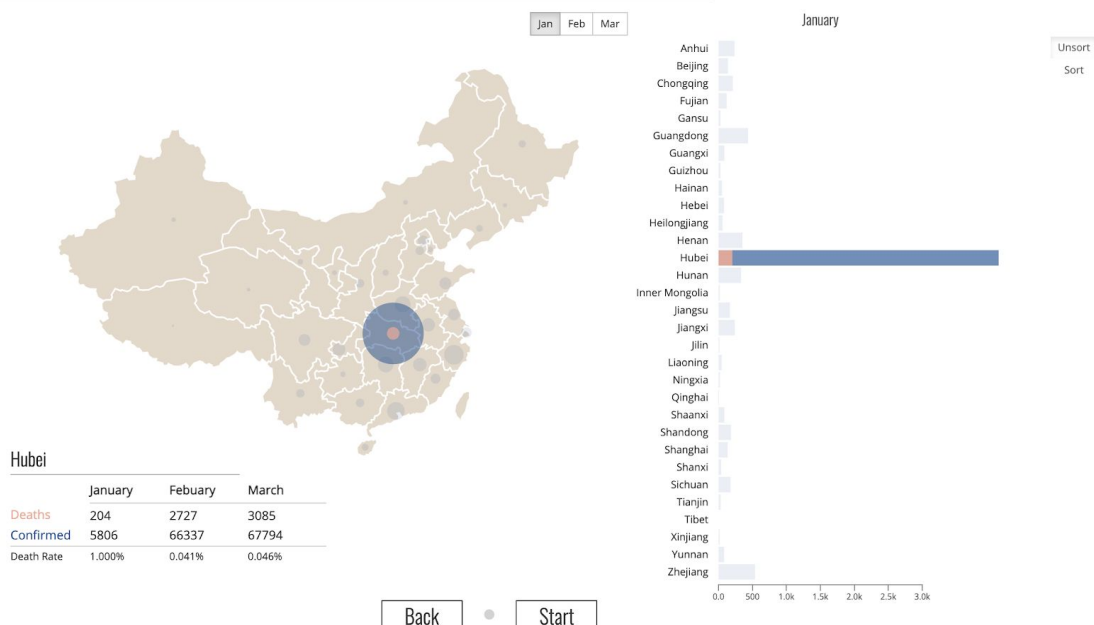 Jan Feb Mar
January
Unsort
Sort
Anhui
Beijing
Chongqing
Fujian
Gansu
Guangdong
Guangxi
Guizhou
Hainan
Hebei
Heilongjiang
Henan
Hubei
Hunan
Inner Mongolia
Jiangsu
Jiangxi
Jilin
Liaoning
Ningxia
Qinghai
Shaanxi
Shandong
Shanghai
Shanxi
Sichuan
Tianjin
Tibet
Xinjiang
Yunnan
Zhejiang
0.0 500 1.0k 1.5k 2.0k 2.5k 3.0k
Hubei
January Febuary March
Deaths 204 2727 3085
Confirmed 5806 66337 67794
Death Rate 1.000% 0.041% 0.046%
Back Start